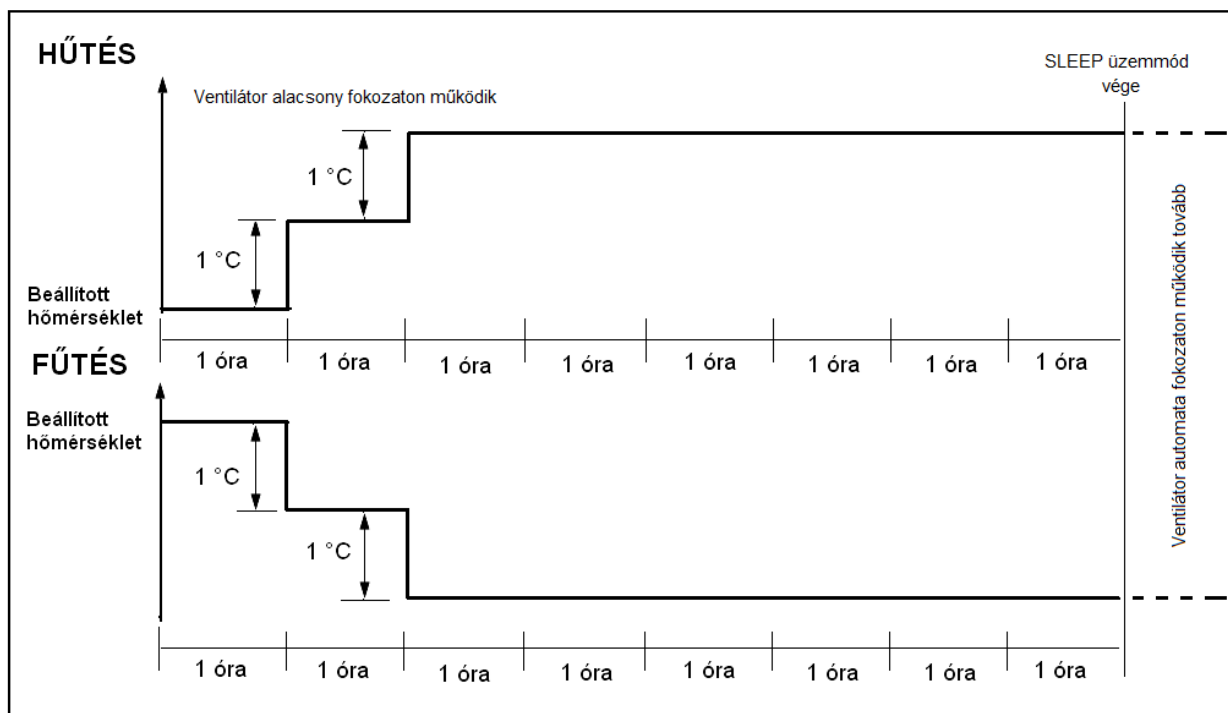 HŰTÉS
SLEEP üzemmód
vége
Ventilátor alacsony fokozaton működik
1 °C
1 °C
Beállított
hőmérséklet
1 óra
1 óra
1 óra
1 óra
1 óra
1 óra
1 óra
1 óra
Ventilátor automata fokozaton működik tovább
FŰTÉS
Beállított
hőmérséklet
1 °C
1 °C
1 óra
1 óra
1 óra
1 óra
1 óra
1 óra
1 óra
1 óra